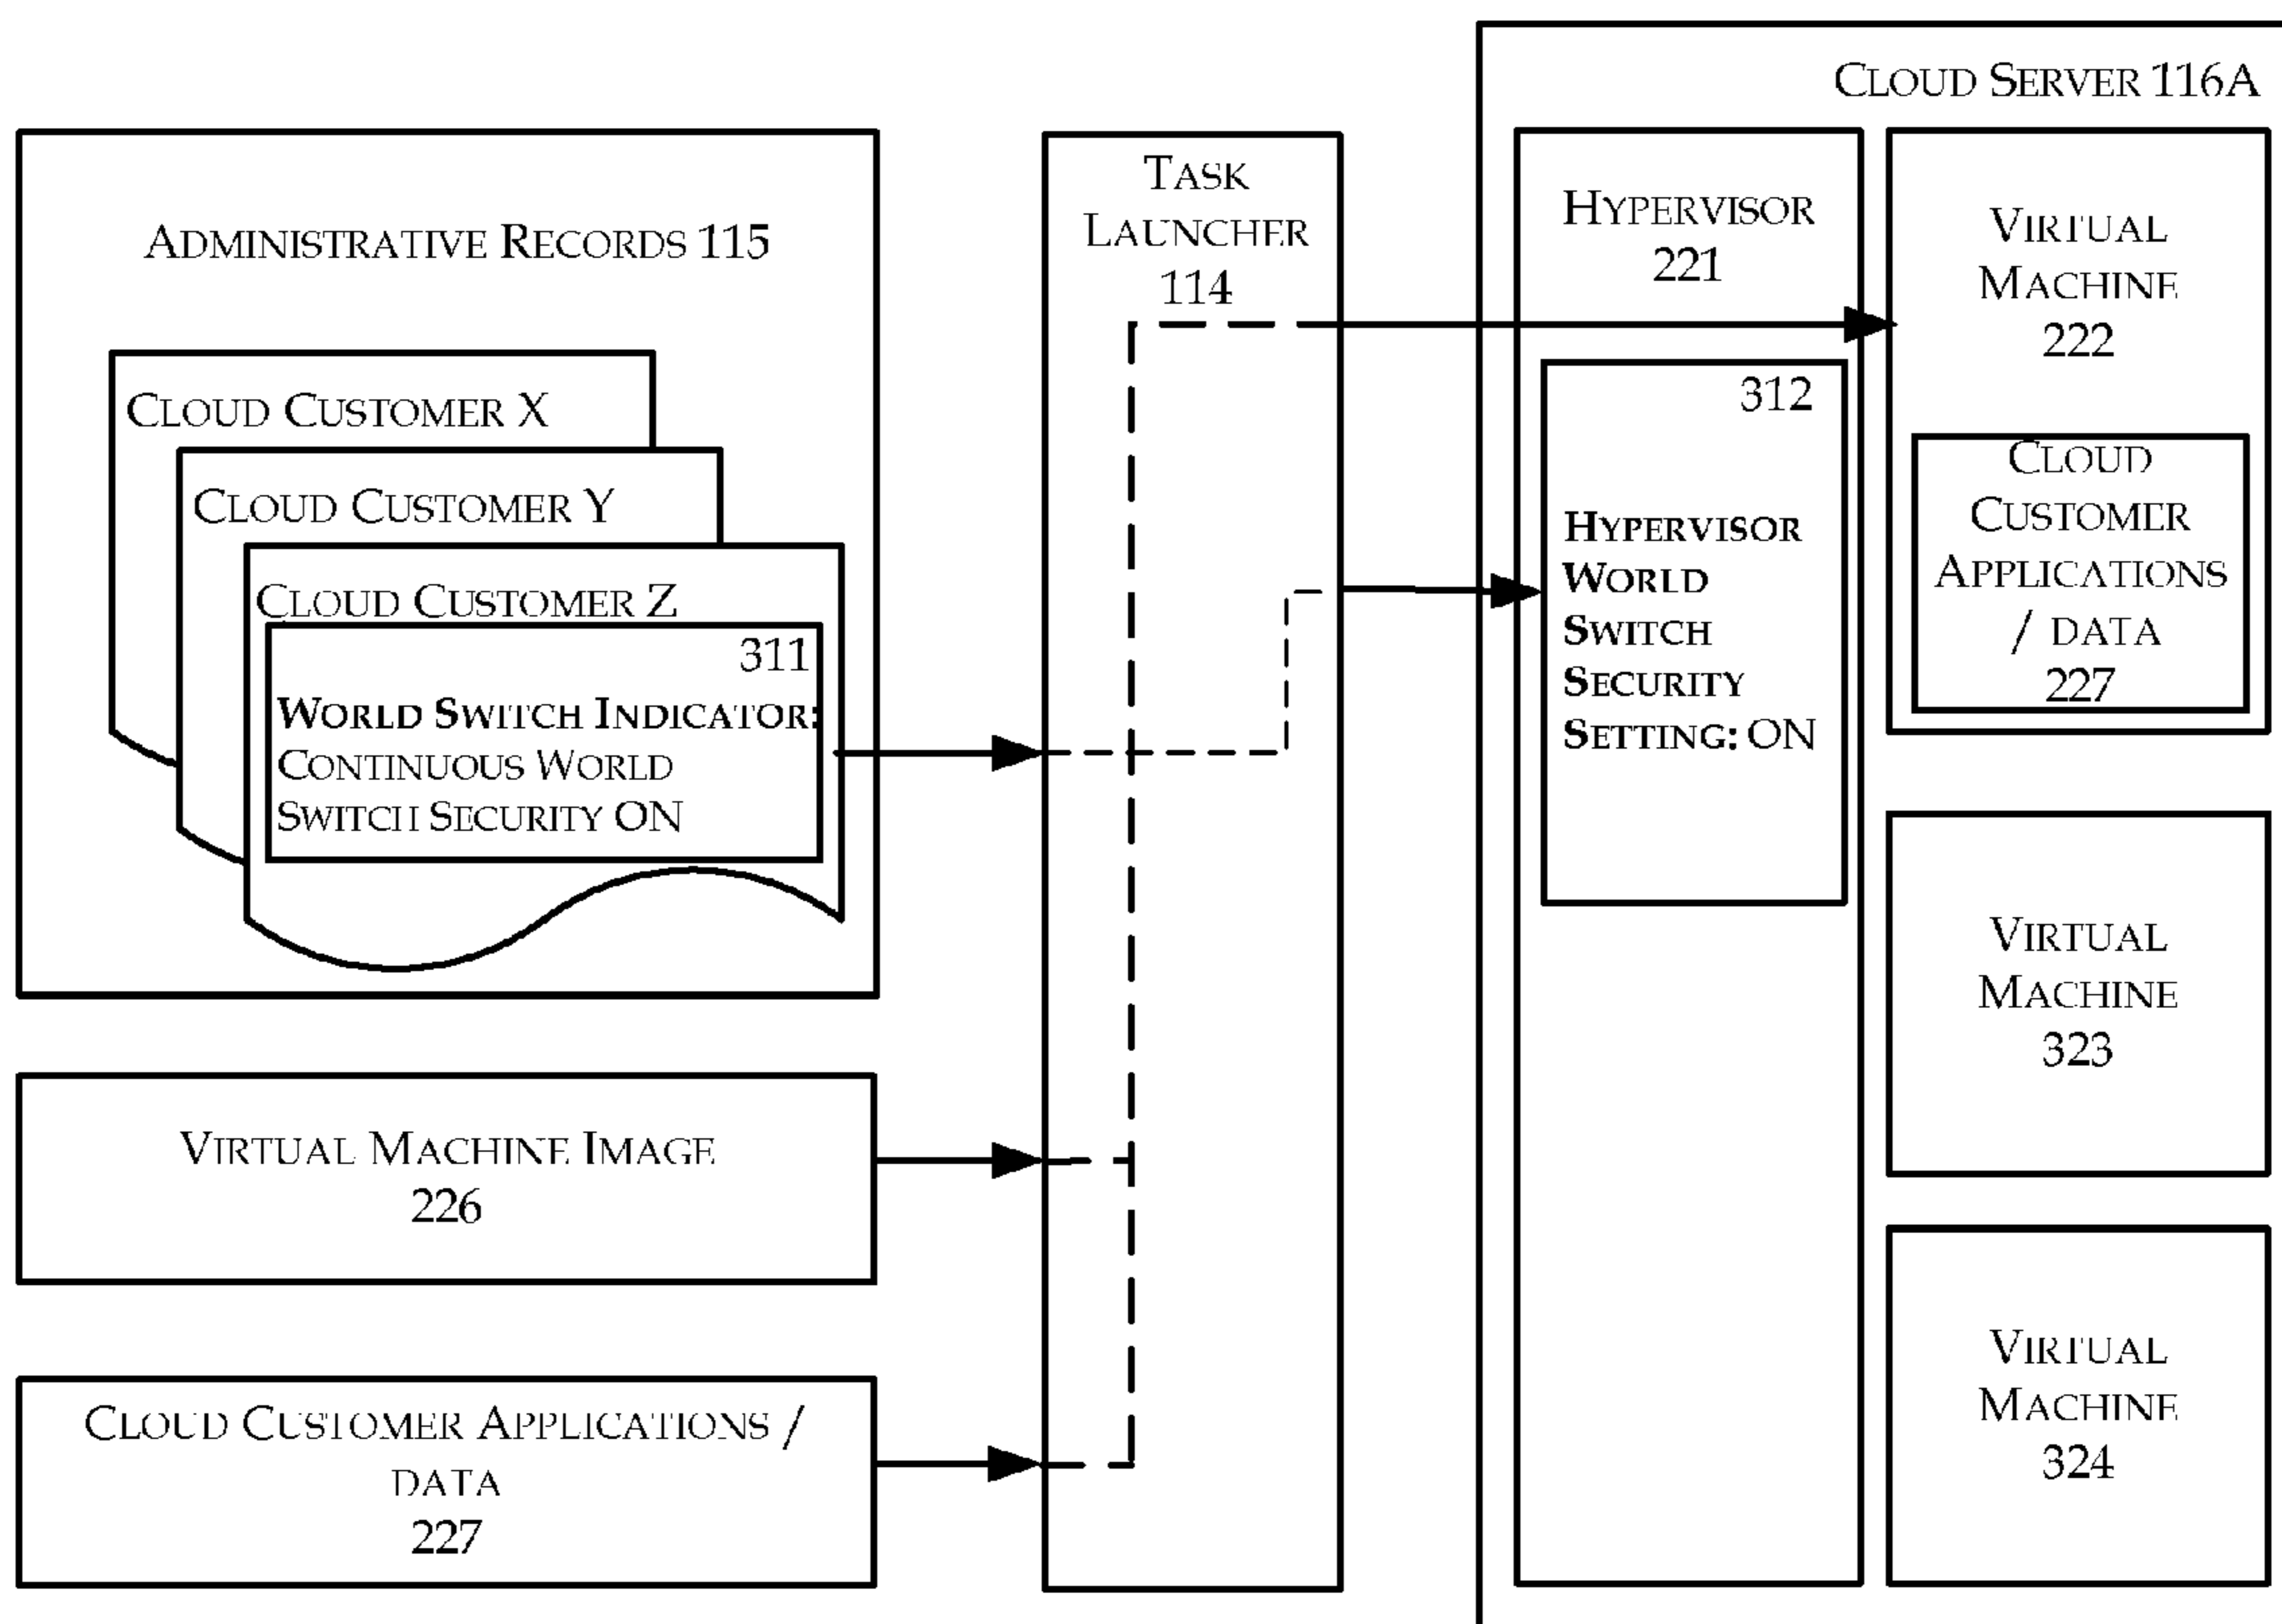 CLOUD SERVER 116A
ADMINISTRATIVE RECORDS 115
CLOUD CUSTOMER X
CLOUD CUSTOMER Y
CLOUD CUSTOMER Z
311
WORLD SWITCH INDICATOR:
CONTINUOUS WORLD
SWITCH SECURITY ON
VIRTUAL MACHINE IMAGE
226
CLOUD CUSTOMER APPLICATIONS /
DATA
227
TASK
LAUNCHER
114
HYPERVISOR
221
312
HYPERVISOR
WORLD
SWITCH
SECURITY
SETTING: ON
VIRTUAL
MACHINE
222
CLOUD
CUSTOMER
APPLICATIONS
/ DATA
227
VIRTUAL
MACHINE
323
VIRTUAL
MACHINE
324